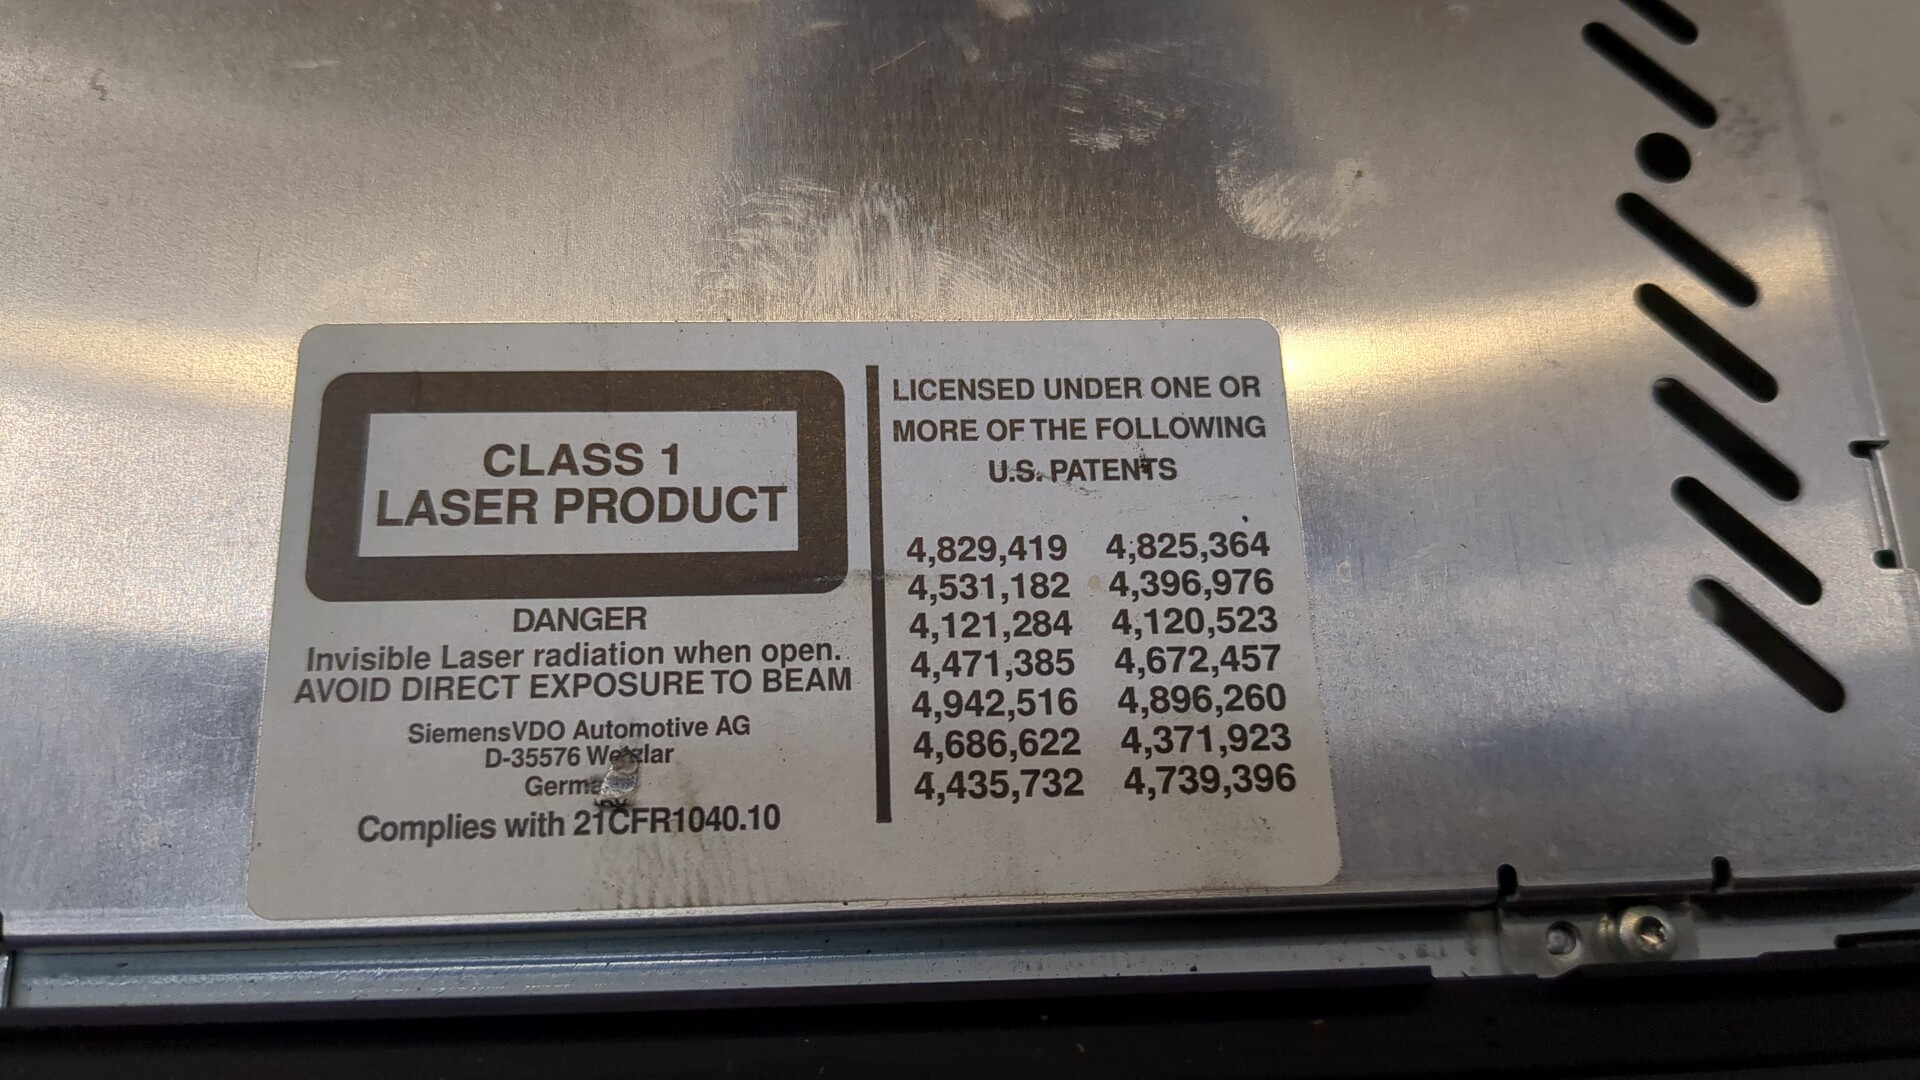 CLASS 1
LASER PRODUCT
DANGER
Invisible Laser radiation when open.
AVOID DIRECT EXPOSURE TO BEAM
SiemensVDO Automotive AG
D-35576 Wetzlar
Germany
Complies with 21CFR1040.10
LICENSED UNDER ONE OR
MORE OF THE FOLLOWING
U.S. PATENTS
4,829,419 4,825,364
4,531,182 4,396,976
4,121,284 4,120,523
4,471,385 4,672,457
4,942,516 4,896,260
4,686,622 4,371,923
4,435,732 4,739,396